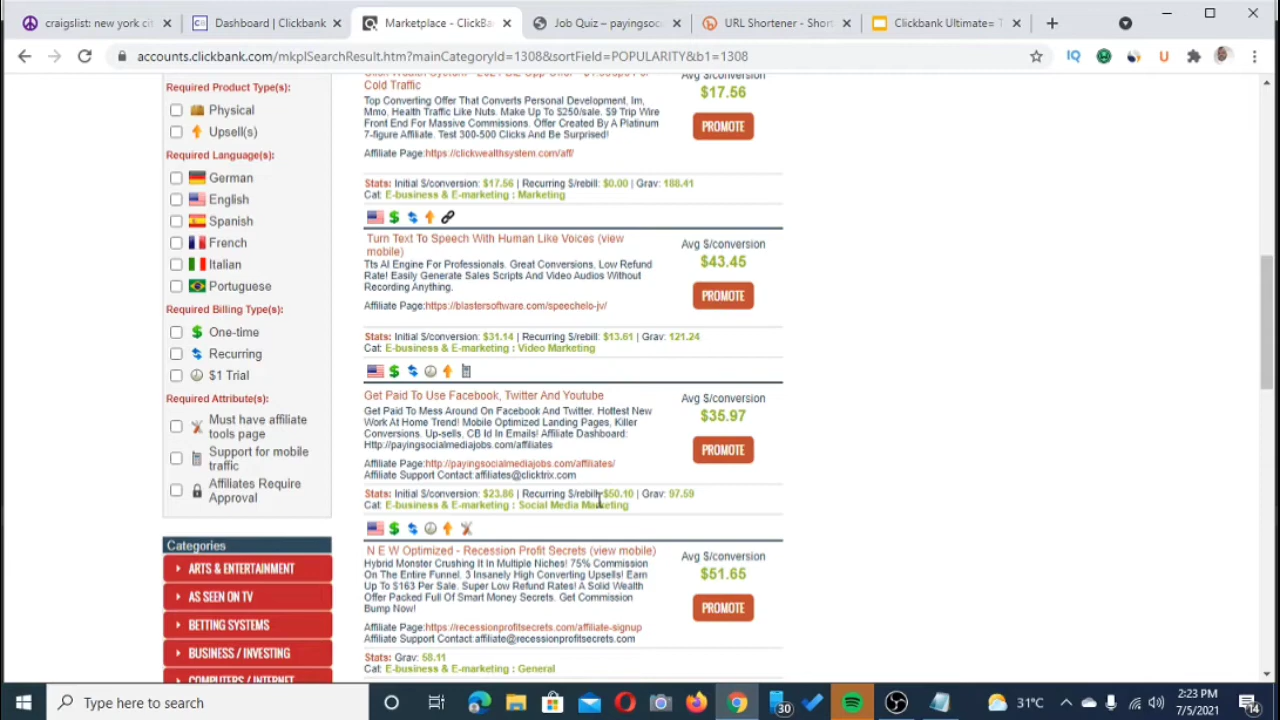 craigslist: new york cit
Dashboard | Clickbank
Marketplace - ClickBa
Job Quiz – payingsoc
URL Shortener - Short
Clickbank Ultimate= T
accounts.clickbank.com/mkplSearchResult.htm?mainCategoryId=1308&sortField=POPULARITY&b1=1308
Required Product Type(s):
Physical
Upsell(s)
Required Language(s):
German
English
Spanish
French
Italian
Portuguese
Required Billing Type(s):
One-time
Recurring
$1 Trial
Required Attribute(s):
Must have affiliate
tools page
Support for mobile
traffic
Affiliates Require
Approval
Categories
ARTS & ENTERTAINMENT
AS SEEN ON TV
BETTING SYSTEMS
BUSINESS / INVESTING
COMPUTERS / INTERNET
Cold Traffic
Top Converting Offer That Converts Personal Development, Im,
Mmo, Health Traffic Like Nuts. Make Up To $250/sale. $9 Trip Wire
Front End For Massive Commissions. Offer Created By A Platinum
7-figure Affiliate. Test 300-500 Clicks And Be Surprised!
Affiliate Page:https://clickwealthsystem.com/aff/
Avg $/conversion
$17.56
PROMOTE
Stats: Initial $/conversion: $17.56 | Recurring $/rebill: $0.00 | Grav: 188.41
Cat: E-business & E-marketing : Marketing
Turn Text To Speech With Human Like Voices (view
mobile)
Tts AI Engine For Professionals. Great Conversions, Low Refund
Rate! Easily Generate Sales Scripts And Video Audios Without
Recording Anything.
Affiliate Page:https://blastersoftware.com/speechelo-jv/
Avg $/conversion
$43.45
PROMOTE
Stats: Initial $/conversion: $31.14 | Recurring $/rebill: $13.61 | Grav: 121.24
Cat: E-business & E-marketing : Video Marketing
Get Paid To Use Facebook, Twitter And Youtube
Get Paid To Mess Around On Facebook And Twitter. Hottest New
Work At Home Trend! Mobile Optimized Landing Pages, Killer
Conversions. Up-sells, CB Id In Emails! Affiliate Dashboard:
Http://payingsocialmediajobs.com/affiliates
Affiliate Page:http://payingsocialmediajobs.com/affiliates/
Affiliate Support Contact:affiliates@clicktrix.com
Avg $/conversion
$35.97
PROMOTE
Stats: Initial $/conversion: $23.86 | Recurring $/rebill: $50.10 | Grav: 97.59
Cat: E-business & E-marketing : Social Media Marketing
N E W Optimized - Recession Profit Secrets (view mobile)
Hybrid Monster Crushing It In Multiple Niches! 75% Commission
On The Entire Funnel. 3 Insanely High Converting Upsells! Earn
Up To $163 Per Sale. Super Low Refund Rates! A Solid Wealth
Offer Packed Full Of Smart Money Secrets. Get Commission
Bump Now!
Affiliate Page:https://recessionprofitsecrets.com/affiliate-signup
Affiliate Support Contact:affiliate@recessionprofitsecrets.com
Avg $/conversion
$51.65
PROMOTE
Stats: Grav: 58.11
Cat: E-business & E-marketing : General
Type here to search
30
31°C
2:23 PM
7/5/2021
14